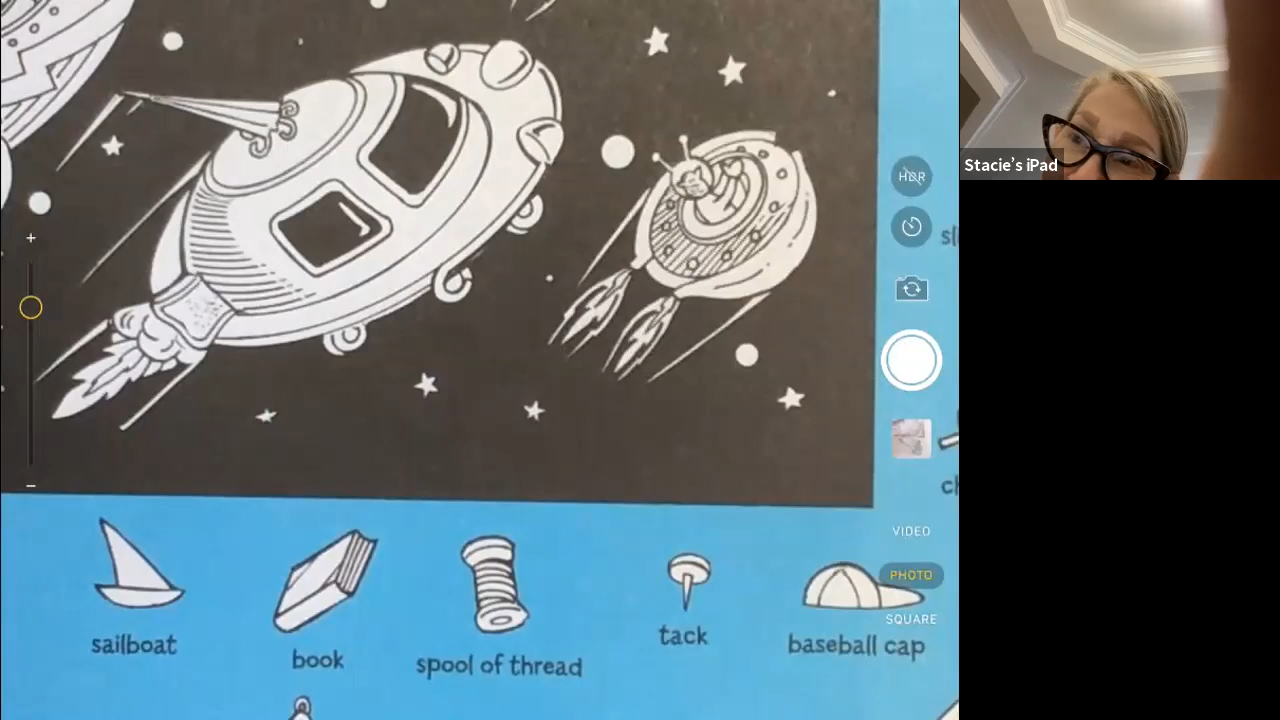 Stacie's iPad
HDR
VIDEO
PHOTO
SQUARE
sailboat
book
spool of thread
tack
baseball cap